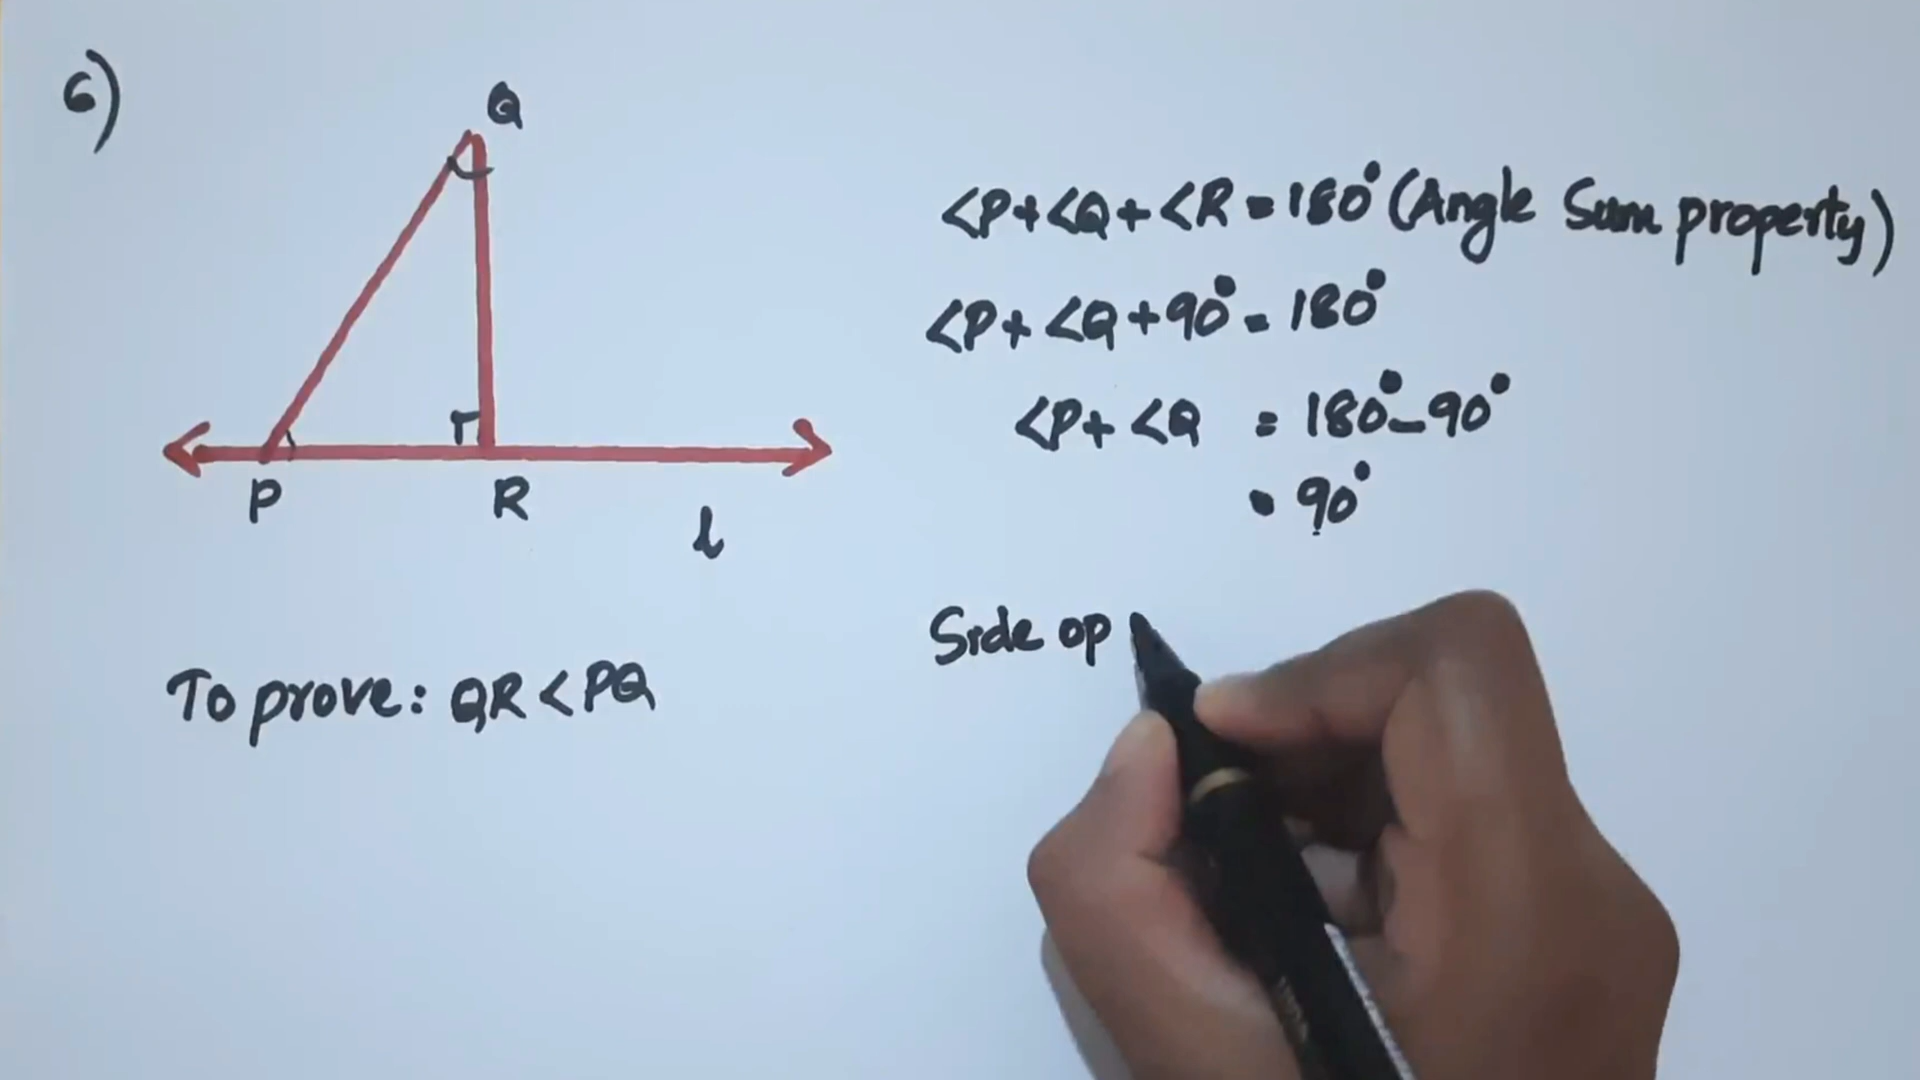 6)
Q
P
R
l
To prove: QR < PQ
<P + <Q + <R = 180° (Angle Sum property)
<P + <Q + 90° = 180°
<P + <Q = 180° - 90°
= 90°
Side op